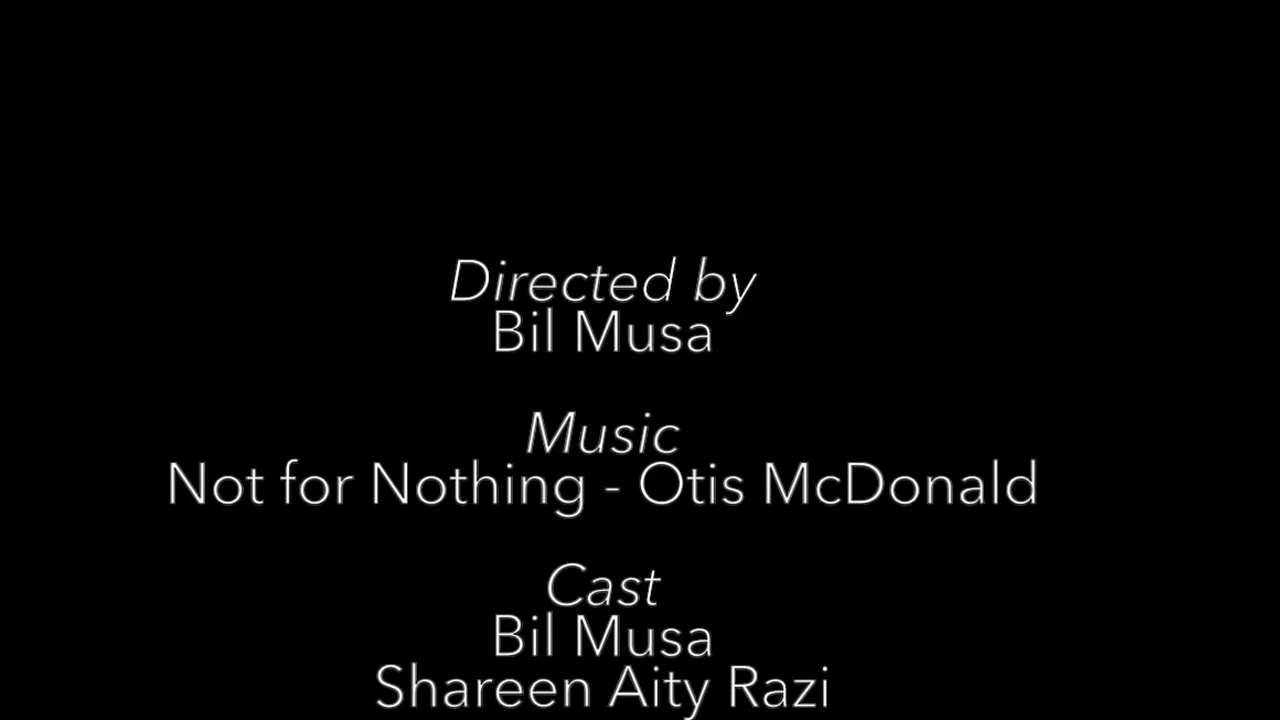 Directed by
Bil Musa
Music
Not for Nothing - Otis McDonald
Cast
Bil Musa
Shareen Aity Razi